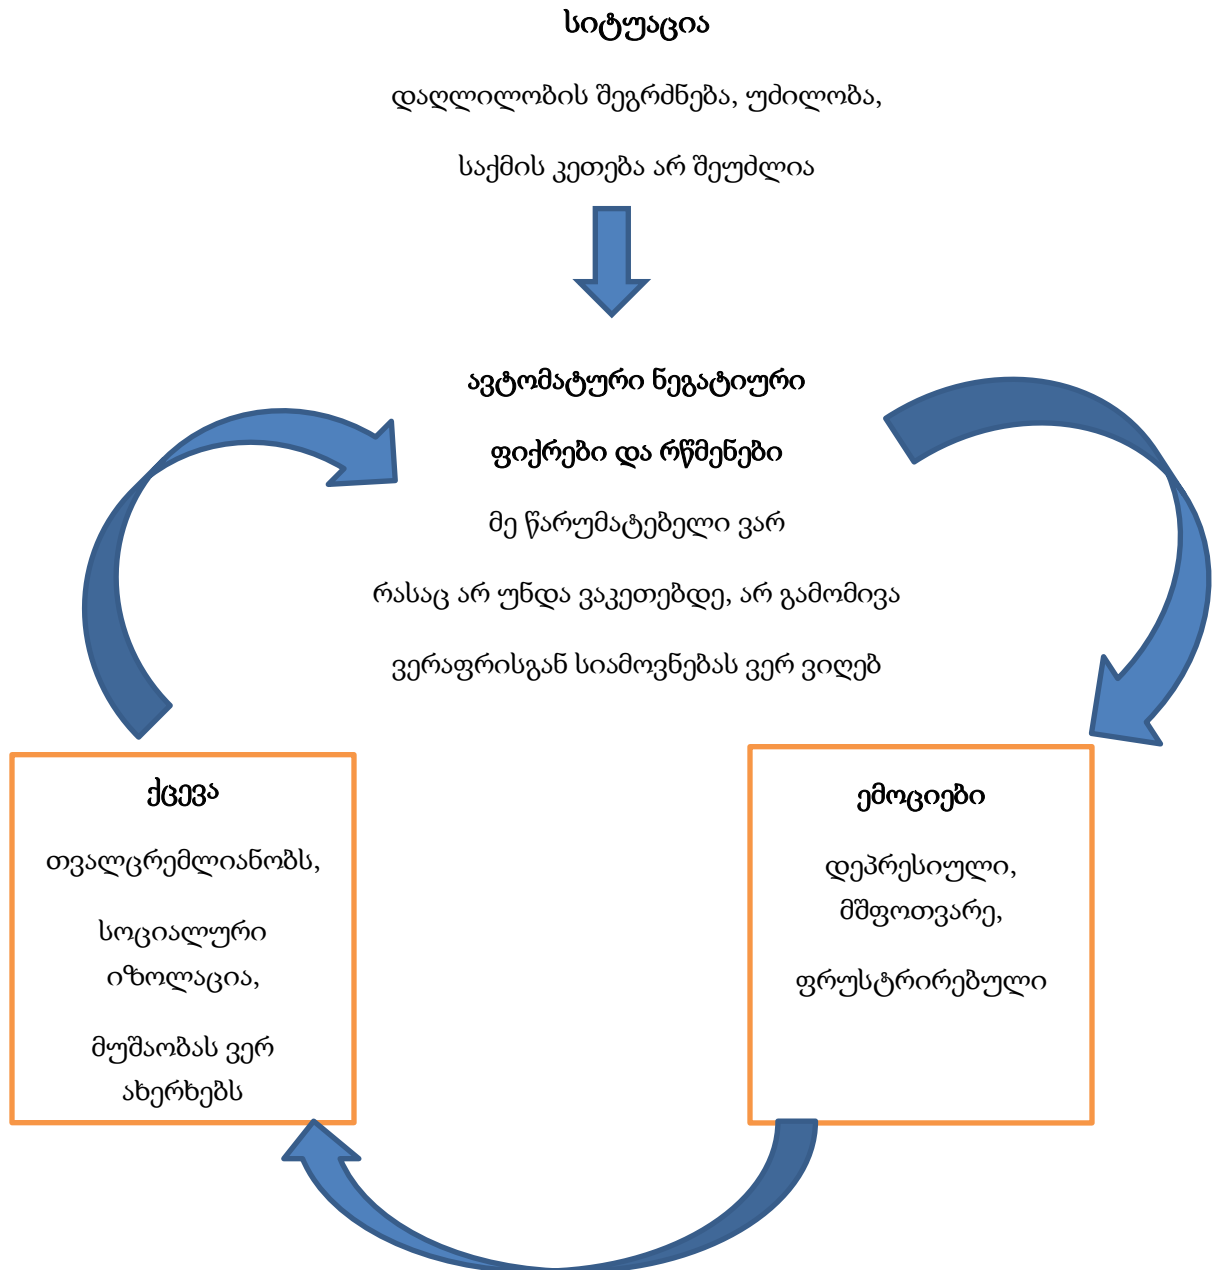 სიტუაცია
დაღლილობის შეგრძნება, უძილობა,
საქმის კეთება არ შეუძლია
ავტომატური ნეგატიური
ფიქრები და რწმენები
მე წარუმატებელი ვარ
რასაც არ უნდა ვაკეთებდე, არ გამომივა
ვერაფრისგან სიამოვნებას ვერ ვიღებ
ქცევა
თვალცრემლიანობს,
სოციალური
იზოლაცია,
მუშაობას ვერ
ახერხებს
ემოციები
დეპრესიული,
მშფოთვარე,
ფრუსტრირებული